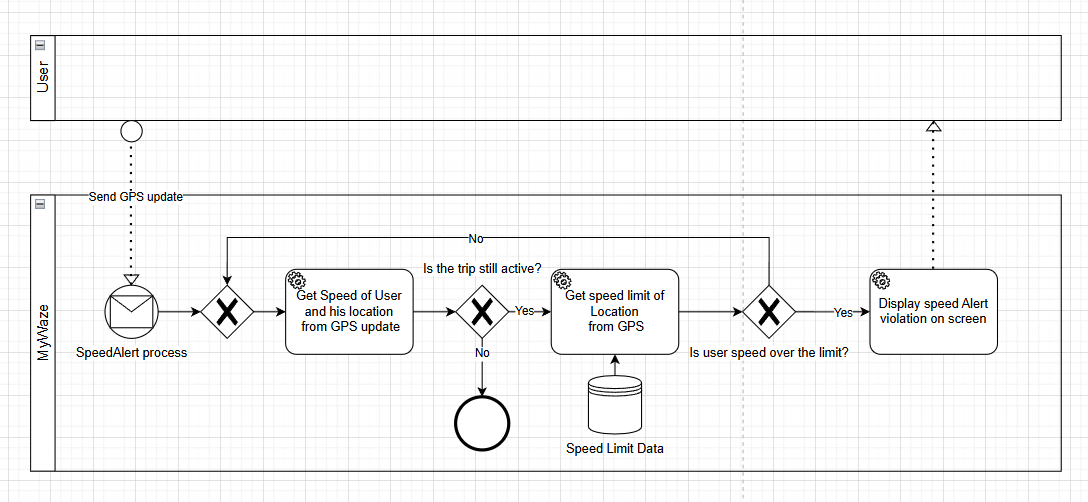 User
Send GPS update
MyWaze
SpeedAlert process
No
Get Speed of User
and his location
from GPS update
Is the trip still active?
Yes
No
Get speed limit of
Location
from GPS
Speed Limit Data
Is user speed over the limit?
Yes
Display speed Alert
violation on screen